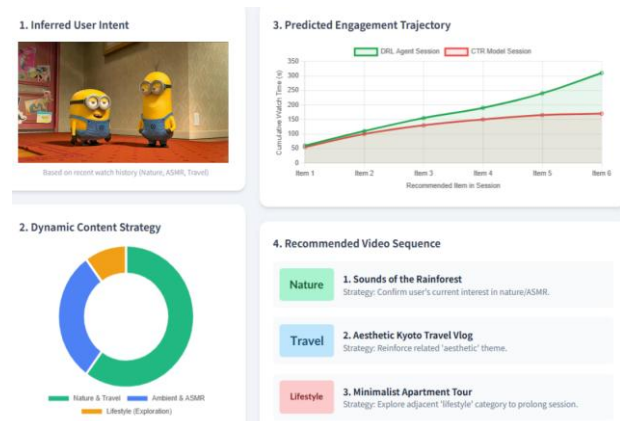 1. Inferred User Intent
Based on recent watch history (Nature, ASMR, Travel)
2. Dynamic Content Strategy
Nature & Travel
Ambient & ASMR
Lifestyle (Exploration)
3. Predicted Engagement Trajectory
DRL Agent Session
CTR Model Session
Cumulative Watch Time (s)
350
300
250
200
150
100
50
0
Item 1
Item 2
Item 3
Item 4
Item 5
Item 6
Recommended Item in Session
4. Recommended Video Sequence
Nature
1. Sounds of the Rainforest
Strategy: Confirm user's current interest in nature/ASMR.
Travel
2. Aesthetic Kyoto Travel Vlog
Strategy: Reinforce related 'aesthetic' theme.
Lifestyle
3. Minimalist Apartment Tour
Strategy: Explore adjacent 'lifestyle' category to prolong session.